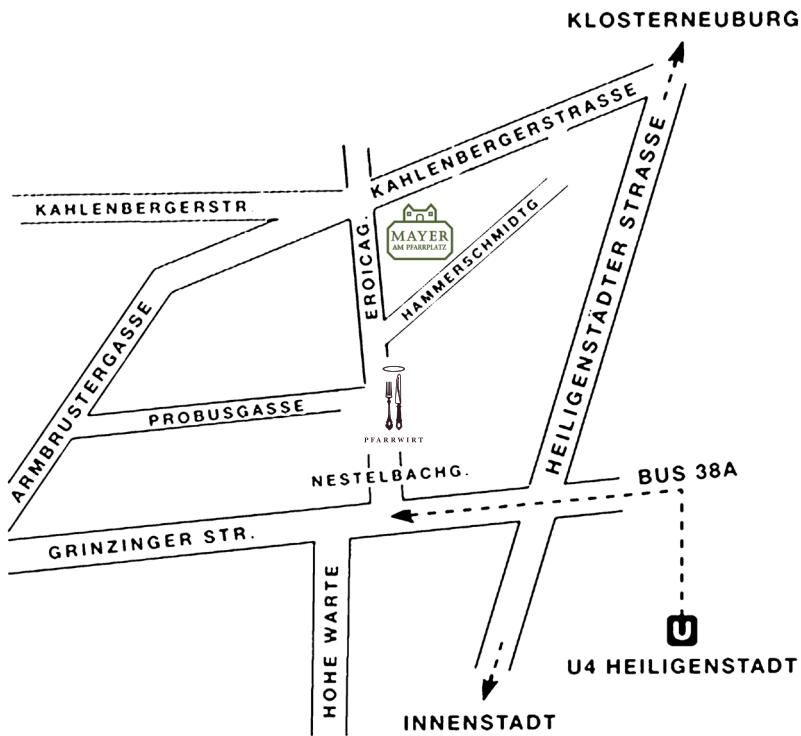 KLOSTERNEUBURG
KAHLENBERGERSTRASSE
KAHLENBERGERSTR.
MAYER
AM PFARRPLATZ
EROICAG.
HAMMERSCHMIDTG
HEILIGENSTÄDTER STRASSE
ARMBRUSTERGASSE
PROBUSGASSE
PFARRWIRT
NESTELBACHG.
BUS 38A
GRINZINGER STR.
HOHE WARTE
U
U4 HEILIGENSTADT
INNENSTADT